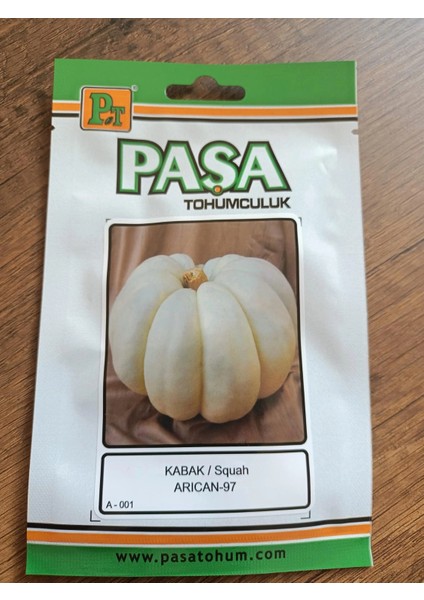 PT
©
PAŞA
TOHUMCULUK
KABAK / Squah
ARICAN-97
A - 001
www.pasatohum.com